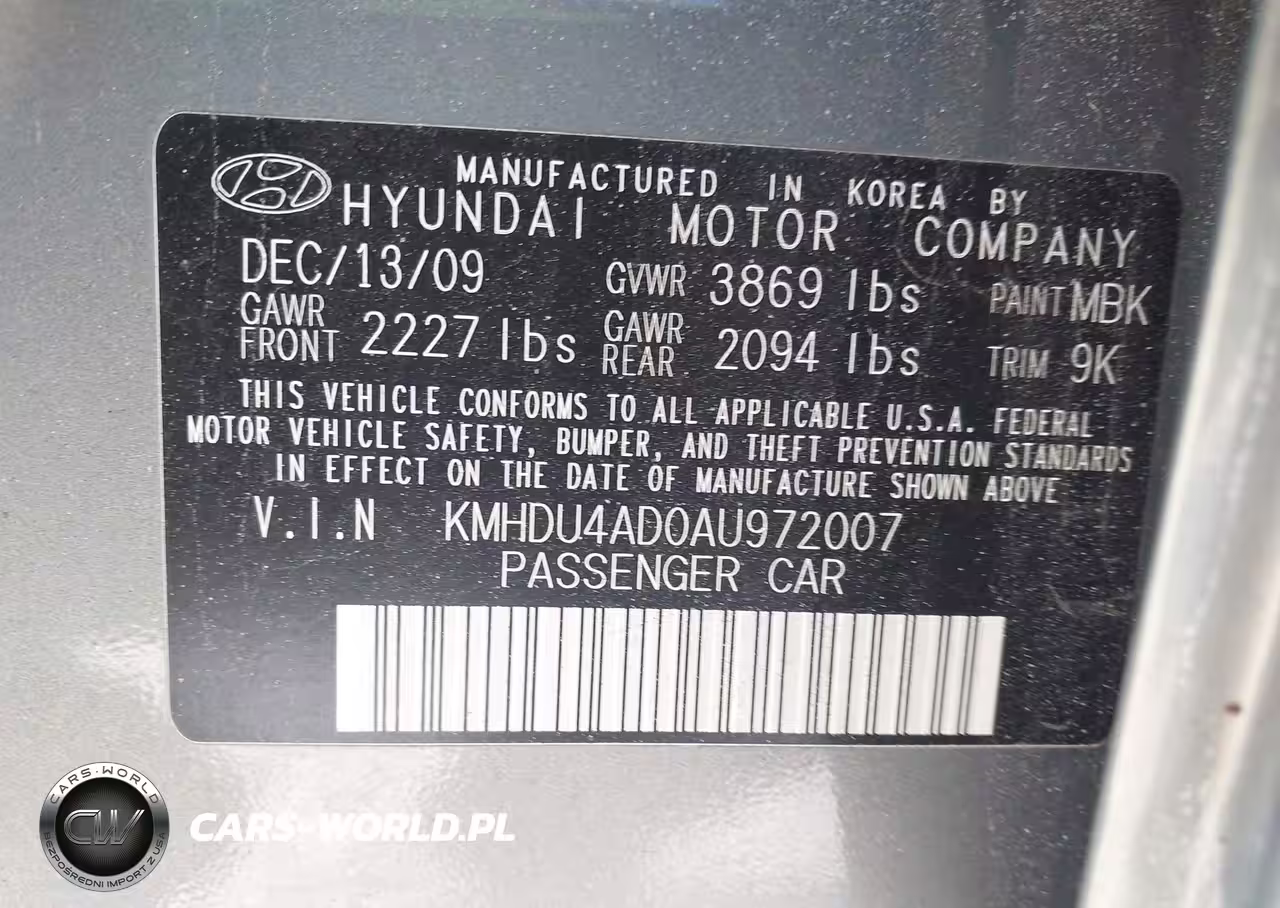 MANUFACTURED IN KOREA BY
HYUNDAI MOTOR COMPANY
DEC/13/09 GVWR 3869 lbs PAINT MBK
GAWR FRONT 2227 lbs GAWR REAR 2094 lbs TRIM 9K
THIS VEHICLE CONFORMS TO ALL APPLICABLE U.S.A. FEDERAL
MOTOR VEHICLE SAFETY, BUMPER, AND THEFT PREVENTION STANDARDS
IN EFFECT ON THE DATE OF MANUFACTURE SHOWN ABOVE
V.I.N KMHDU4AD0AU972007
PASSENGER CAR
CARS-WORLD
CW
BEZPOŚREDNI IMPORT Z USA
CARS-WORLD.PL